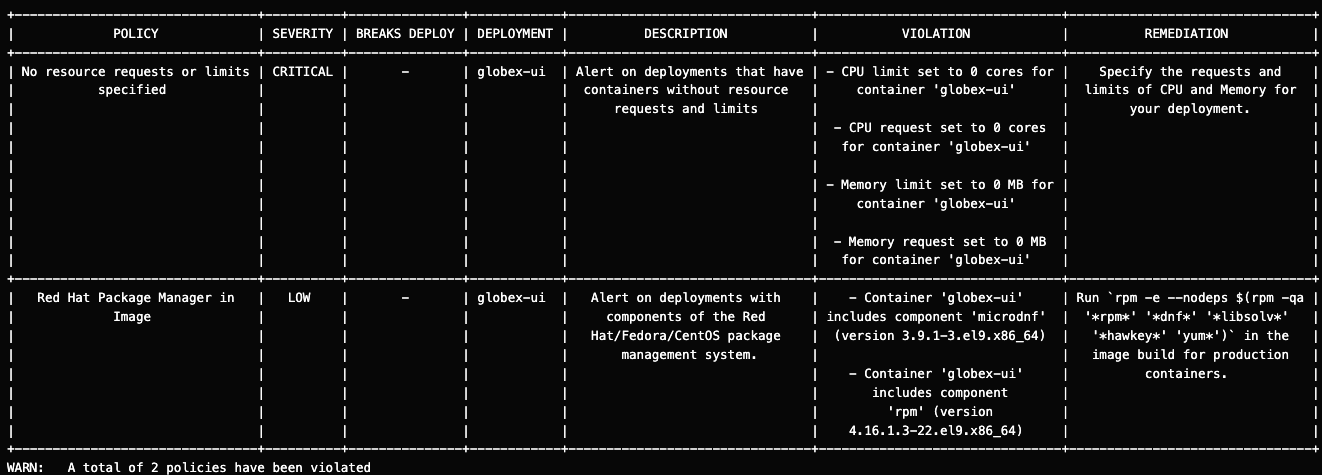 | POLICY | SEVERITY | BREAKS DEPLOY | DEPLOYMENT | DESCRIPTION | VIOLATION | REMEDIATION |
| No resource requests or limits | CRITICAL | - | globex-ui | Alert on deployments that have | - CPU limit set to 0 cores for | Specify the requests and |
| specified | | | | containers without resource | container 'globex-ui' | limits of CPU and Memory for |
| | | | | requests and limits | | your deployment. |
| | | | | | - CPU request set to 0 cores | |
| | | | | | for container 'globex-ui' | |
| | | | | | - Memory limit set to 0 MB for | |
| | | | | | container 'globex-ui' | |
| | | | | | - Memory request set to 0 MB | |
| | | | | | for container 'globex-ui' | |
| Red Hat Package Manager in | LOW | - | globex-ui | Alert on deployments with | - Container 'globex-ui' | Run `rpm -e --nodeps $(rpm -qa |
| Image | | | | components of the Red | includes component 'microdnf' | '*rpm*' '*dnf*' '*libsolv*' |
| | | | | Hat/Fedora/CentOS package | (version 3.9.1-3.el9.x86_64) | '*hawkey*' 'yum*')` in the |
| | | | | management system. | | image build for production |
| | | | | | - Container 'globex-ui' | containers. |
| | | | | | includes component | |
| | | | | | 'rpm' (version | |
| | | | | | 4.16.1.3-22.el9.x86_64) | |
WARN: A total of 2 policies have been violated